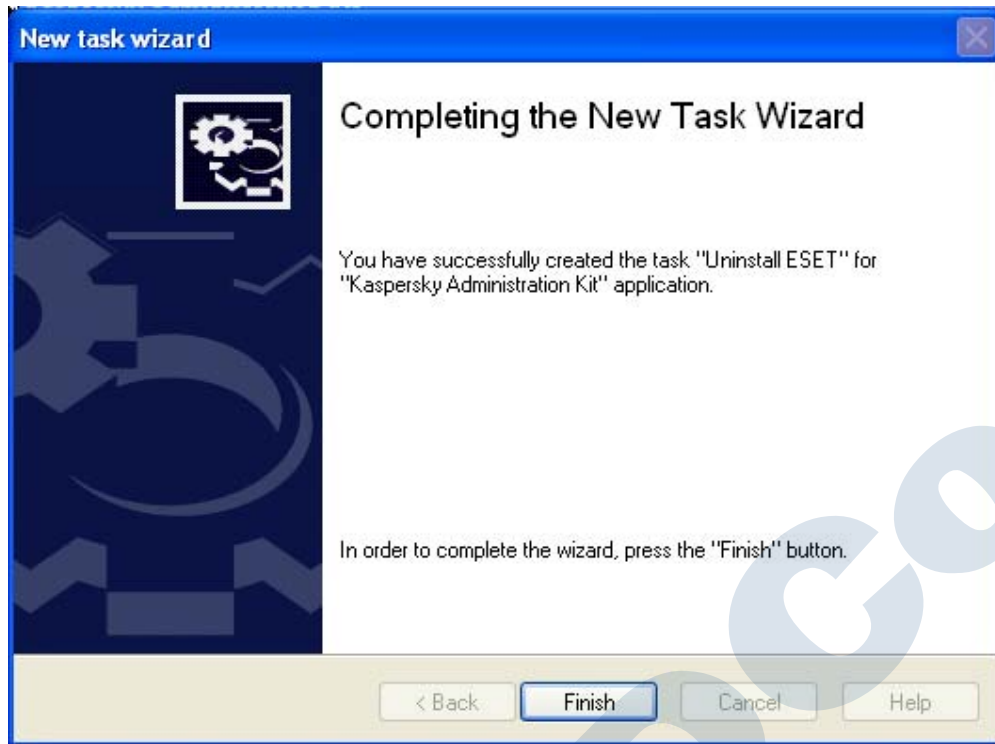 New task wizard
Completing the New Task Wizard
You have successfully created the task "Uninstall ESET" for
"Kaspersky Administration Kit" application.
In order to complete the wizard, press the "Finish" button.
< Back
Finish
Cancel
Help